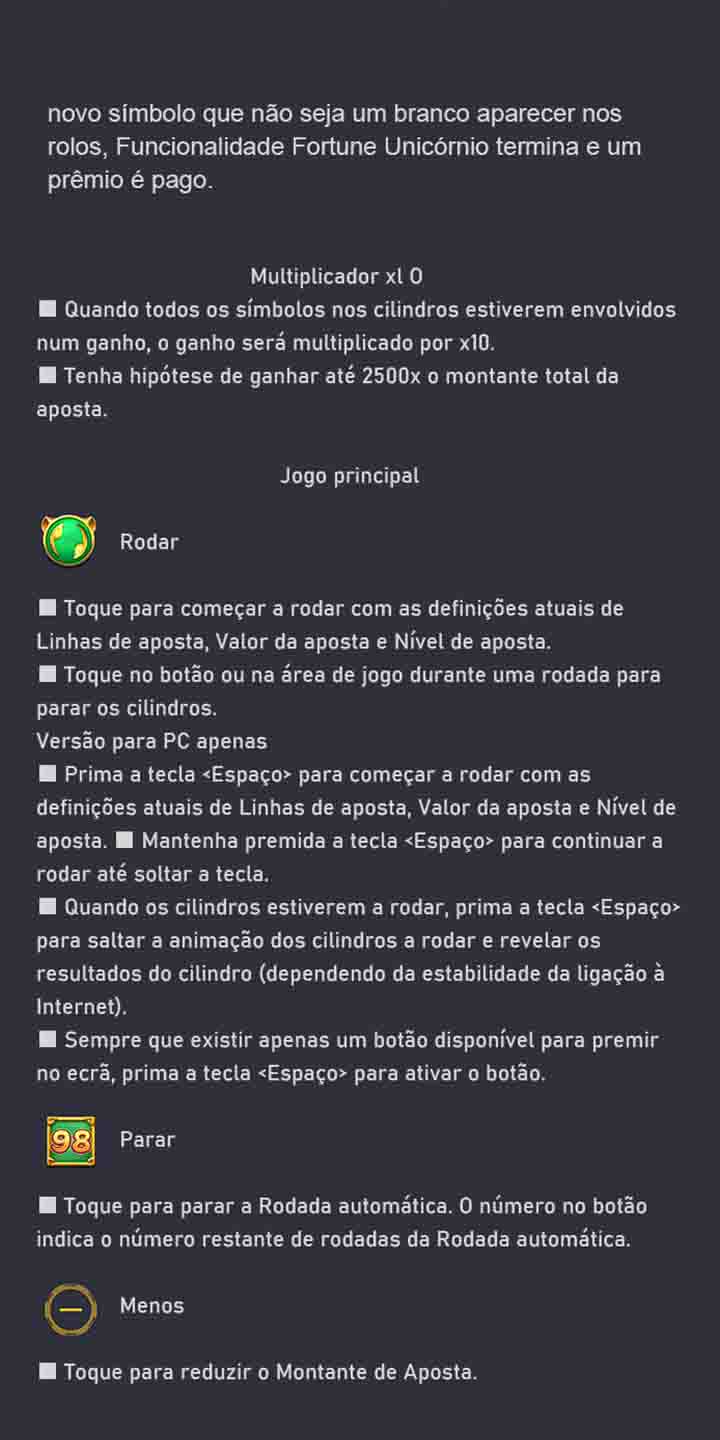 novo símbolo que não seja um branco aparecer nos
rolos, Funcionalidade Fortune Unicórnio termina e um
prêmio é pago.
Multiplicador xl O
■ Quando todos os símbolos nos cilindros estiverem envolvidos
num ganho, o ganho será multiplicado por x10.
■ Tenha hipótese de ganhar até 2500x o montante total da
aposta.
Jogo principal
Rodar
■ Toque para começar a rodar com as definições atuais de
Linhas de aposta, Valor da aposta e Nível de aposta.
■ Toque no botão ou na área de jogo durante uma rodada para
parar os cilindros.
Versão para PC apenas
■ Prima a tecla <Espaço> para começar a rodar com as
definições atuais de Linhas de aposta, Valor da aposta e Nível de
aposta. ■ Mantenha premida a tecla <Espaço> para continuar a
rodar até soltar a tecla.
■ Quando os cilindros estiverem a rodar, prima a tecla <Espaço>
para saltar a animação dos cilindros a rodar e revelar os
resultados do cilindro (dependendo da estabilidade da ligação à
Internet).
■ Sempre que existir apenas um botão disponível para premir
no ecrã, prima a tecla <Espaço> para ativar o botão.
98 Parar
■ Toque para parar a Rodada automática. O número no botão
indica o número restante de rodadas da Rodada automática.
Menos
■ Toque para reduzir o Montante de Aposta.